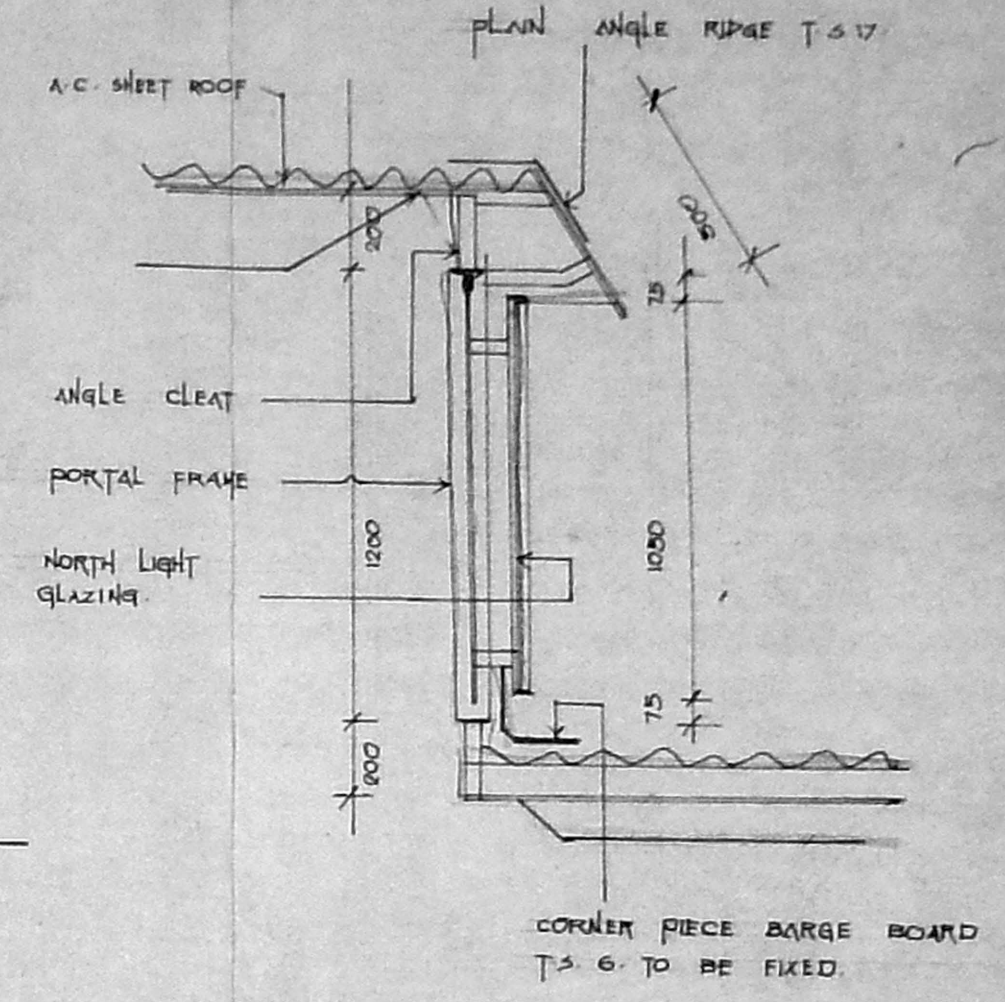 PLAIN ANGLE RIDGE T.S 17
A.C. SHEET ROOF
200
500
75
ANGLE CLEAT
PORTAL FRAME
1200
1050
NORTH LIGHT
GLAZING.
75
200
CORNER PIECE BARGE BOARD
T.S. 6. TO BE FIXED.